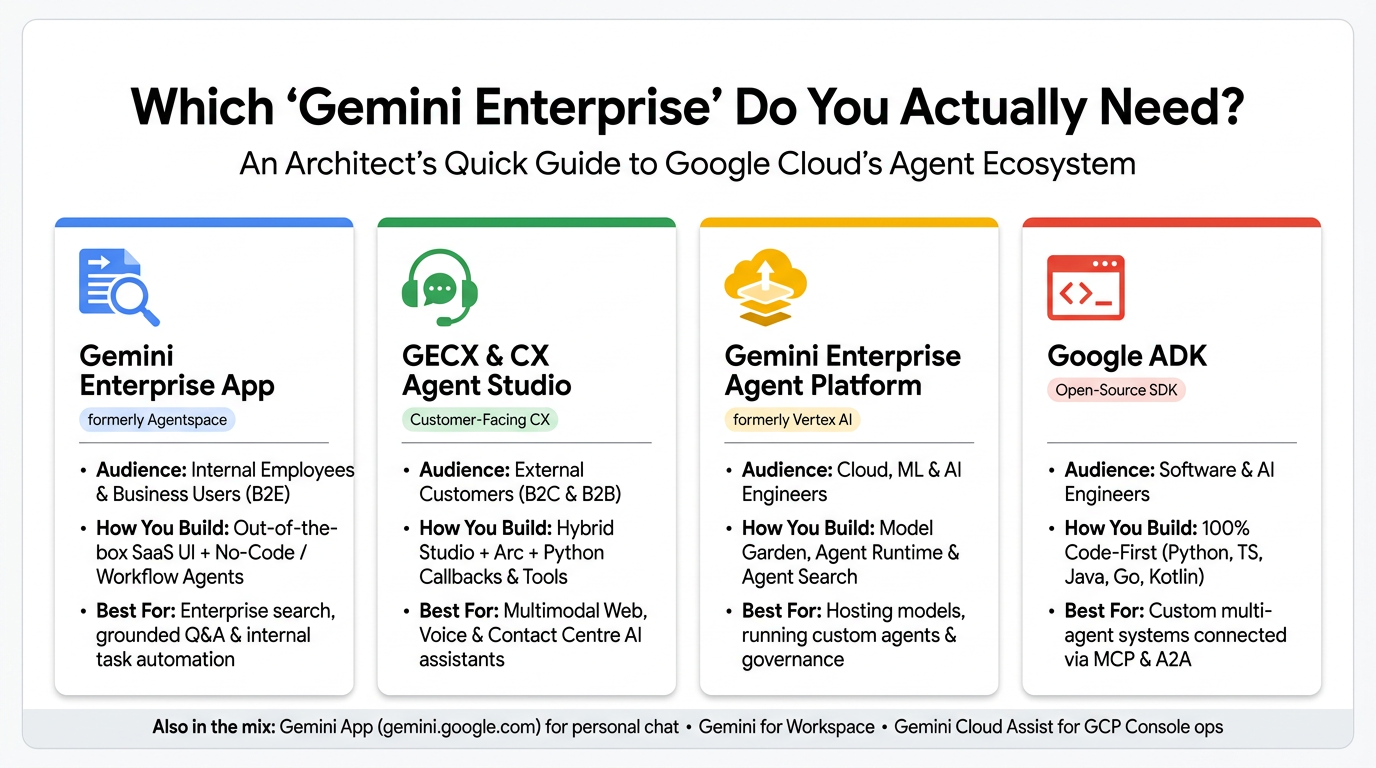 Which ‘Gemini Enterprise’ Do You Actually Need?
An Architect’s Quick Guide to Google Cloud’s Agent Ecosystem
Gemini
Enterprise App
formerly Agentspace
• Audience: Internal Employees
& Business Users (B2E)
• How You Build: Out-of-the-
box SaaS UI + No-Code /
Workflow Agents
• Best For: Enterprise search,
grounded Q&A & internal
task automation
GECX & CX
Agent Studio
Customer-Facing CX
• Audience: External
Customers (B2C & B2B)
• How You Build: Hybrid
Studio + Arc + Python
Callbacks & Tools
• Best For: Multimodal Web,
Voice & Contact Centre AI
assistants
Gemini Enterprise
Agent Platform
formerly Vertex AI
• Audience: Cloud, ML & AI
Engineers
• How You Build: Model
Garden, Agent Runtime &
Agent Search
• Best For: Hosting models,
running custom agents &
governance
Google ADK
Open-Source SDK
• Audience: Software & AI
Engineers
• How You Build: 100%
Code-First (Python, TS,
Java, Go, Kotlin)
• Best For: Custom multi-
agent systems connected
via MCP & A2A
Also in the mix: Gemini App (gemini.google.com) for personal chat • Gemini for Workspace • Gemini Cloud Assist for GCP Console ops